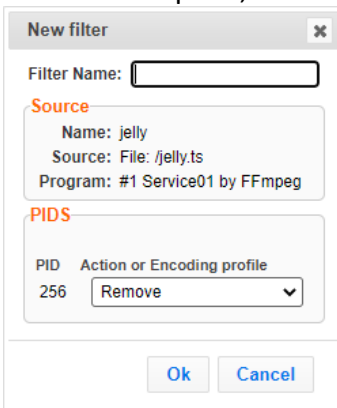 New filter
Filter Name:
Source
Name: jelly
Source: File: /jelly.ts
Program: #1 Service01 by FFmpeg
PIDS
PID Action or Encoding profile
256 Remove
Ok Cancel